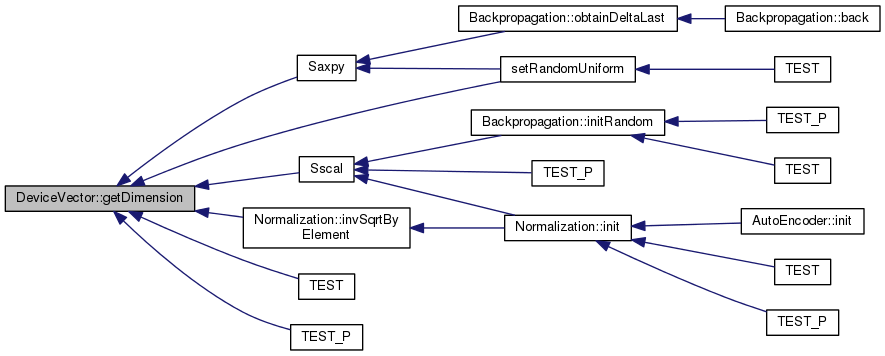 Backpropagation::obtainDeltaLast
Backpropagation::back
Saxpy
setRandomUniform
TEST
Backpropagation::initRandom
TEST_P
Sscal
TEST_P
TEST
DeviceVector::getDimension
Normalization::invSqrtBy
Element
Normalization::init
AutoEncoder::init
TEST
TEST
TEST_P
TEST_P